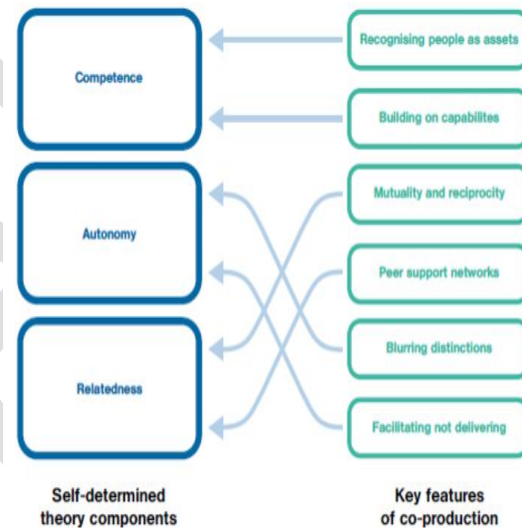 Competence
Autonomy
Relatedness
Self-determined
theory components
Recognising people as assets
Building on capabilites
Mutuality and reciprocity
Peer support networks
Blurring distinctions
Facilitating not delivering
Key features
of co-production